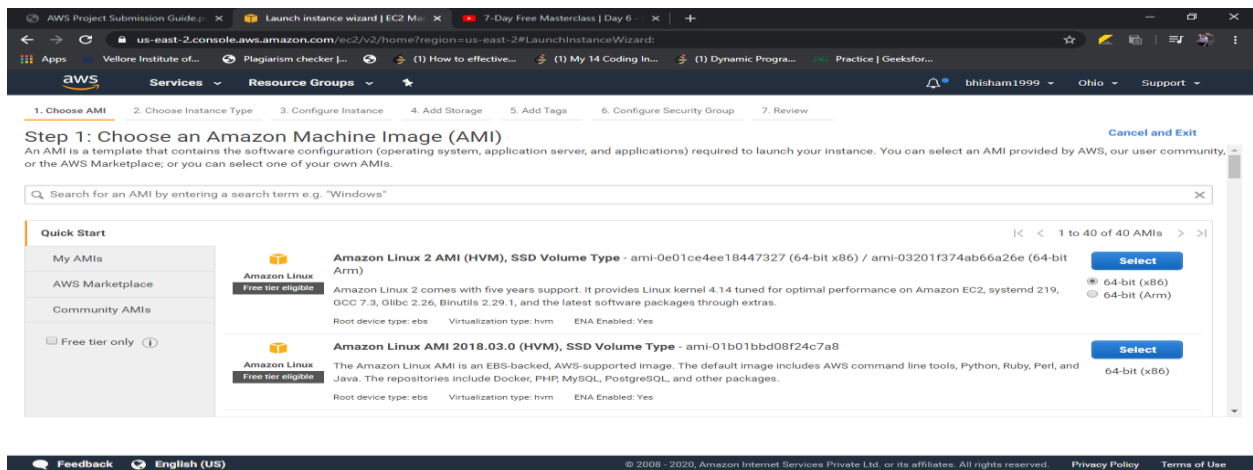 AWS Project Submission Guide.p
Launch instance wizard | EC2 Ma
7-Day Free Masterclass | Day 6 -
us-east-2.console.aws.amazon.com/ec2/v2/home?region=us-east-2#LaunchInstanceWizard:
Apps
Vellore Institute of...
Plagiarism checker |...
(1) How to effective...
(1) My 14 Coding In...
(1) Dynamic Progra...
Practice | Geeksfor...
aws
Services
Resource Groups
bhisham1999
Ohio
Support
1. Choose AMI
2. Choose Instance Type
3. Configure Instance
4. Add Storage
5. Add Tags
6. Configure Security Group
7. Review
Step 1: Choose an Amazon Machine Image (AMI)
Cancel and Exit
An AMI is a template that contains the software configuration (operating system, application server, and applications) required to launch your instance. You can select an AMI provided by AWS, our user community,
or the AWS Marketplace; or you can select one of your own AMIs.
Search for an AMI by entering a search term e.g. "Windows"
Quick Start
1 to 40 of 40 AMIs
My AMIs
AWS Marketplace
Community AMIs
Free tier only
Amazon Linux
Free tier eligible
Amazon Linux 2 AMI (HVM), SSD Volume Type - ami-0e01ce4ee18447327 (64-bit x86) / ami-03201f374ab66a26e (64-bit
Arm)
Amazon Linux 2 comes with five years support. It provides Linux kernel 4.14 tuned for optimal performance on Amazon EC2, systemd 219,
GCC 7.3, Glibc 2.26, Binutils 2.29.1, and the latest software packages through extras.
Root device type: ebs Virtualization type: hvm ENA Enabled: Yes
Select
64-bit (x86)
64-bit (Arm)
Amazon Linux
Free tier eligible
Amazon Linux AMI 2018.03.0 (HVM), SSD Volume Type - ami-01b01bbd08f24c7a8
The Amazon Linux AMI is an EBS-backed, AWS-supported image. The default image includes AWS command line tools, Python, Ruby, Perl, and
Java. The repositories include Docker, PHP, MySQL, PostgreSQL, and other packages.
Root device type: ebs Virtualization type: hvm ENA Enabled: Yes
Select
64-bit (x86)
Feedback
English (US)
© 2008 - 2020, Amazon Internet Services Private Ltd. or its affiliates. All rights reserved.
Privacy Policy
Terms of Use